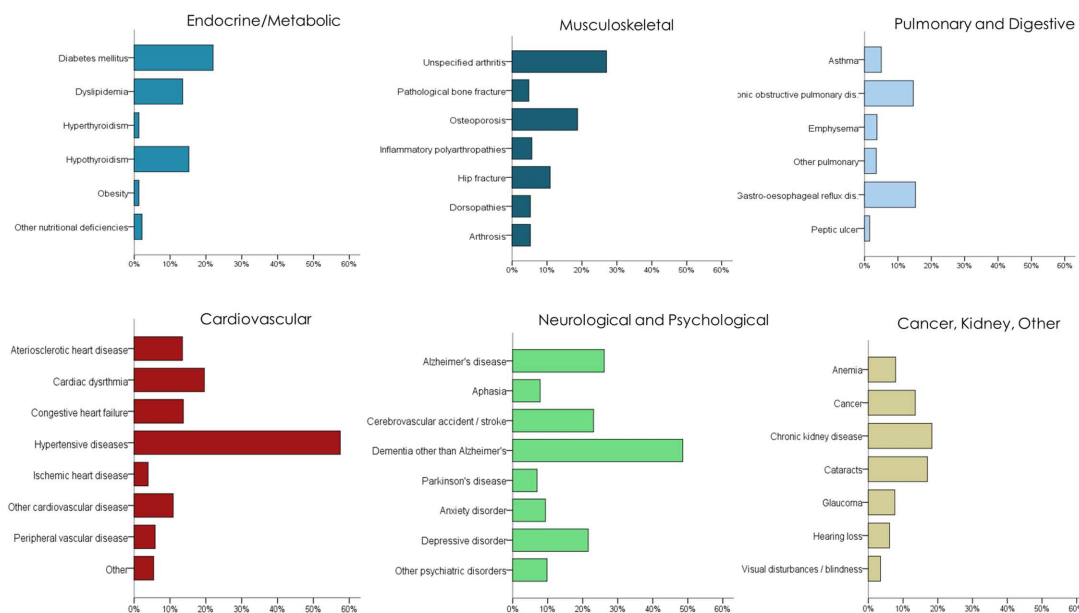 Endocrine/Metabolic
Diabetes mellitus
Dyslipidemia
Hyperthyroidism
Hypothyroidism
Obesity
Other nutritional deficiencies
0% 10% 20% 30% 40% 50% 60%
Musculoskeletal
Unspecified arthritis
Pathological bone fracture
Osteoporosis
Inflammatory polyarthropathies
Hip fracture
Dorsopathies
Arthrosis
0% 10% 20% 30% 40% 50% 60%
Pulmonary and Digestive
Asthma
onic obstructive pulmonary dis.
Emphysema
Other pulmonary
Gastro-oesophageal reflux dis.
Peptic ulcer
0% 10% 20% 30% 40% 50% 60%
Cardiovascular
Ateriosclerotic heart disease
Cardiac dysrthmia
Congestive heart failure
Hypertensive diseases
Ischemic heart disease
Other cardiovascular disease
Peripheral vascular disease
Other
0% 10% 20% 30% 40% 50% 60%
Neurological and Psychological
Alzheimer's disease
Aphasia
Cerebrovascular accident / stroke
Dementia other than Alzheimer's
Parkinson's disease
Anxiety disorder
Depressive disorder
Other psychiatric disorders
0% 10% 20% 30% 40% 50% 60%
Cancer, Kidney, Other
Anemia
Cancer
Chronic kidney disease
Cataracts
Glaucoma
Hearing loss
Visual disturbances / blindness
0% 10% 20% 30% 40% 50% 60%